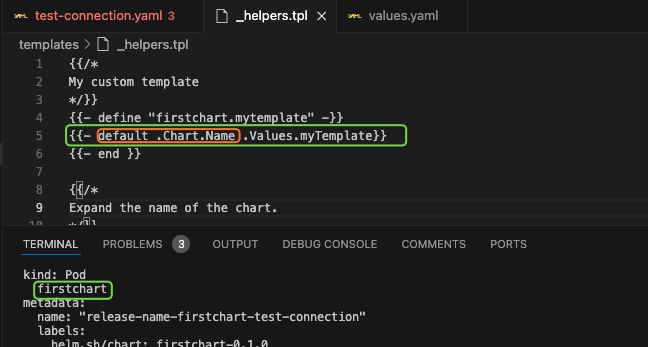 YAML test-connection.yaml 3
_helpers.tpl X
YAML values.yaml
templates > _helpers.tpl
1 {{/*
2 My custom template
3 */}}
4 {{- define "firstchart.mytemplate" -}}
5 {{- default .Chart.Name .Values.myTemplate}}
6 {{- end }}
7
8 {{/*
9 Expand the name of the chart.
10 */}}
TERMINAL PROBLEMS 3 OUTPUT DEBUG CONSOLE COMMENTS PORTS
kind: Pod
firstchart
metadata:
name: "release-name-firstchart-test-connection"
labels:
helm.sh/chart: firstchart-0.1.0